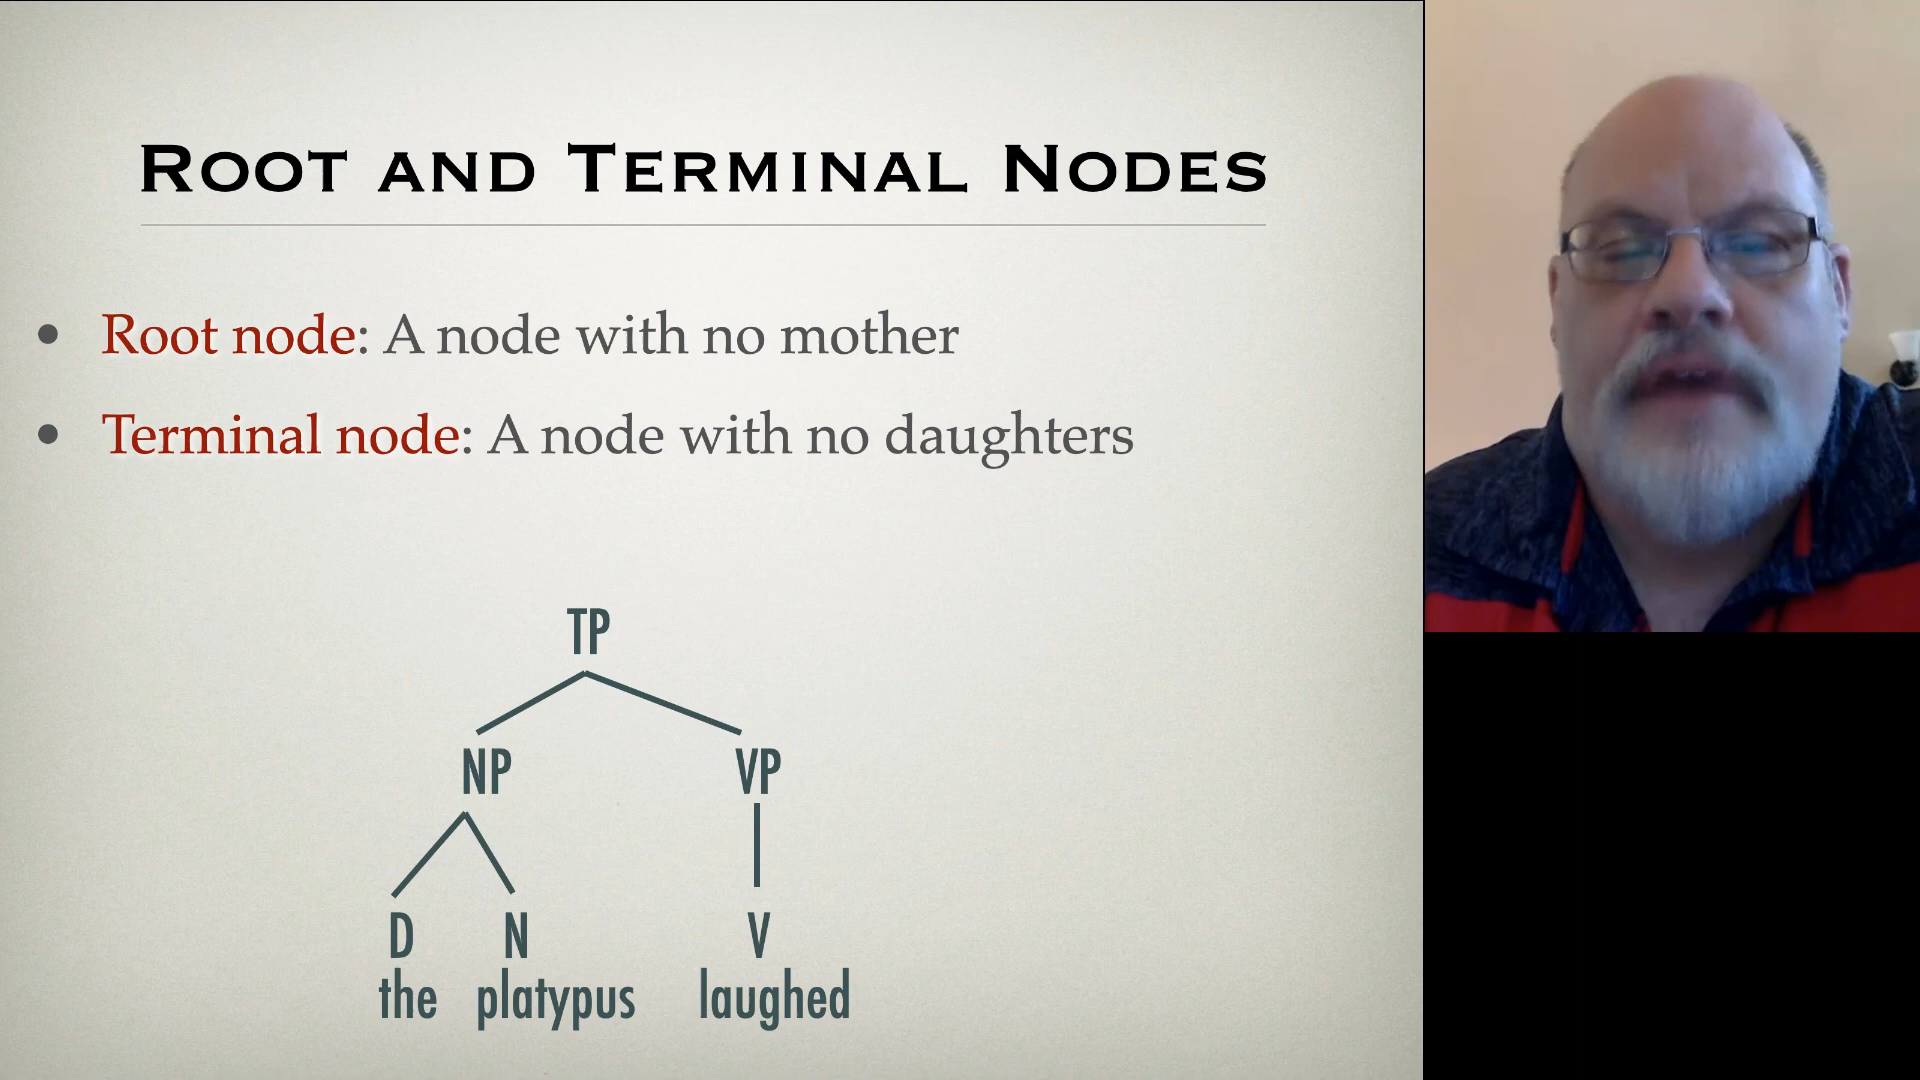 ROOT AND TERMINAL NODES
• Root node: A node with no mother
• Terminal node: A node with no daughters
TP
NP VP
D N V
the platypus laughed